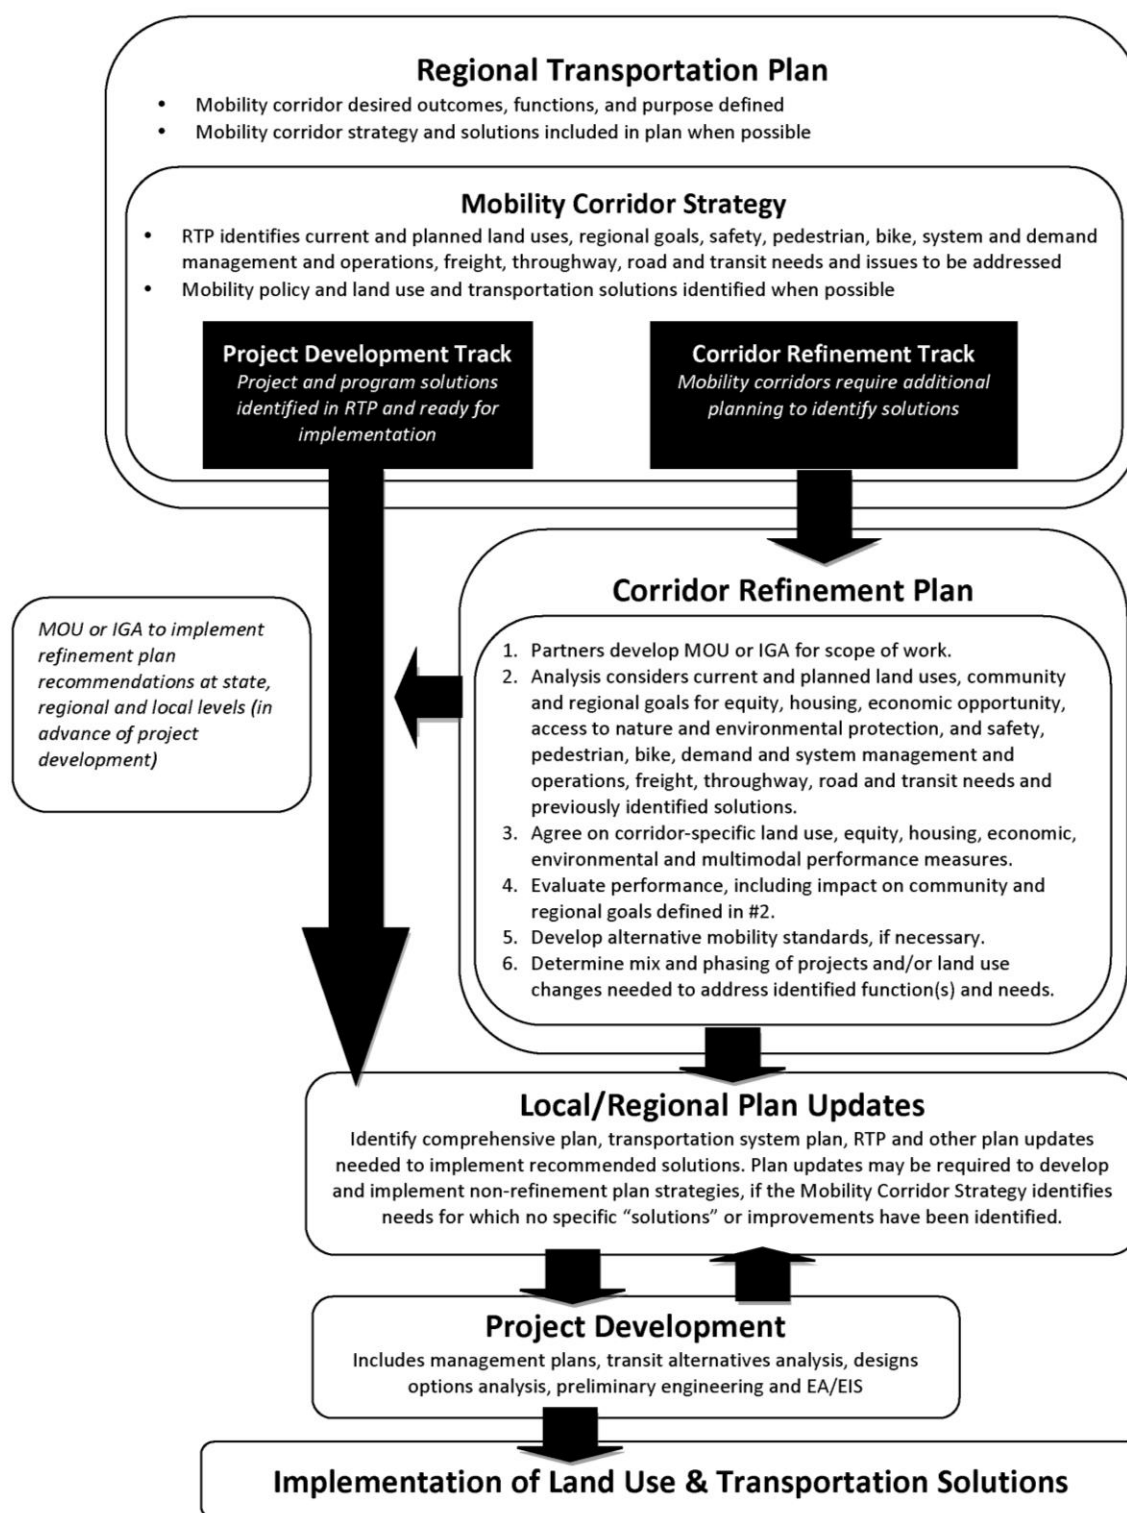 Regional Transportation Plan
• Mobility corridor desired outcomes, functions, and purpose defined
• Mobility corridor strategy and solutions included in plan when possible
Mobility Corridor Strategy
• RTP identifies current and planned land uses, regional goals, safety, pedestrian, bike, system and demand
management and operations, freight, throughway, road and transit needs and issues to be addressed
• Mobility policy and land use and transportation solutions identified when possible
Project Development Track
Project and program solutions
identified in RTP and ready for
implementation
Corridor Refinement Track
Mobility corridors require additional
planning to identify solutions
Corridor Refinement Plan
1. Partners develop MOU or IGA for scope of work.
2. Analysis considers current and planned land uses, community
and regional goals for equity, housing, economic opportunity,
access to nature and environmental protection, and safety,
pedestrian, bike, demand and system management and
operations, freight, throughway, road and transit needs and
previously identified solutions.
3. Agree on corridor-specific land use, equity, housing, economic,
environmental and multimodal performance measures.
4. Evaluate performance, including impact on community and
regional goals defined in #2.
5. Develop alternative mobility standards, if necessary.
6. Determine mix and phasing of projects and/or land use
changes needed to address identified function(s) and needs.
MOU or IGA to implement
refinement plan
recommendations at state,
regional and local levels (in
advance of project
development)
Local/Regional Plan Updates
Identify comprehensive plan, transportation system plan, RTP and other plan updates
needed to implement recommended solutions. Plan updates may be required to develop
and implement non-refinement plan strategies, if the Mobility Corridor Strategy identifies
needs for which no specific “solutions” or improvements have been identified.
Project Development
Includes management plans, transit alternatives analysis, designs
options analysis, preliminary engineering and EA/EIS
Implementation of Land Use & Transportation Solutions